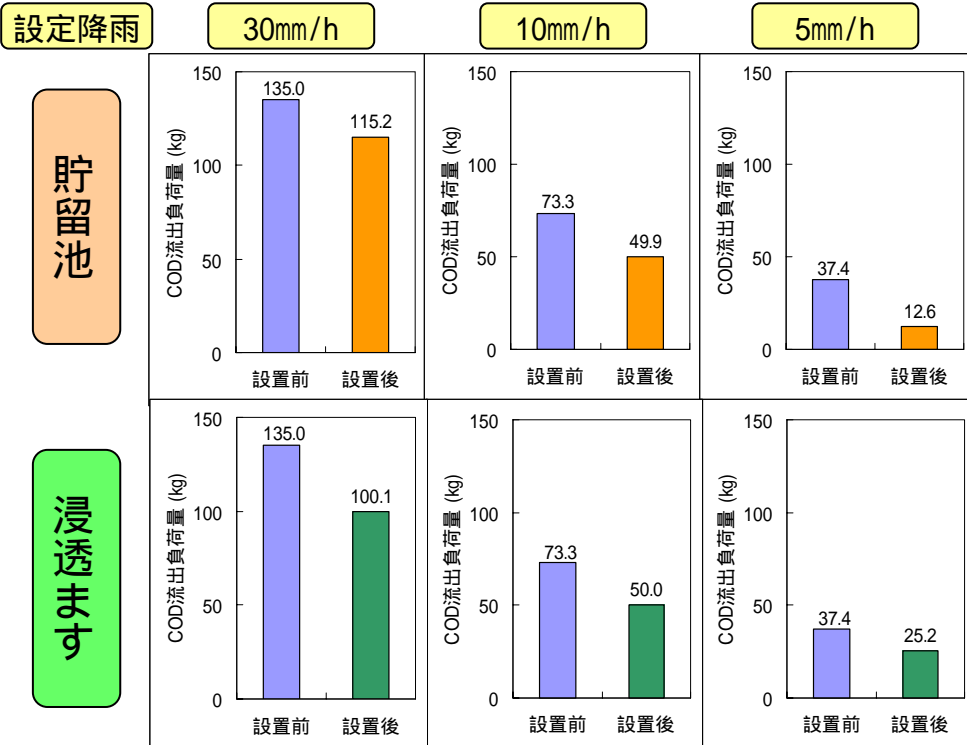 設定降雨
30㎜/h
10㎜/h
5㎜/h
貯留池
COD流出負荷量 (kg)
150
100
50
0
135.0
115.2
設置前
設置後
COD流出負荷量 (kg)
150
100
50
0
73.3
49.9
設置前
設置後
COD流出負荷量 (kg)
150
100
50
0
37.4
12.6
設置前
設置後
浸透ます
COD流出負荷量 (kg)
150
100
50
0
135.0
100.1
設置前
設置後
COD流出負荷量 (kg)
150
100
50
0
73.3
50.0
設置前
設置後
COD流出負荷量 (kg)
150
100
50
0
37.4
25.2
設置前
設置後